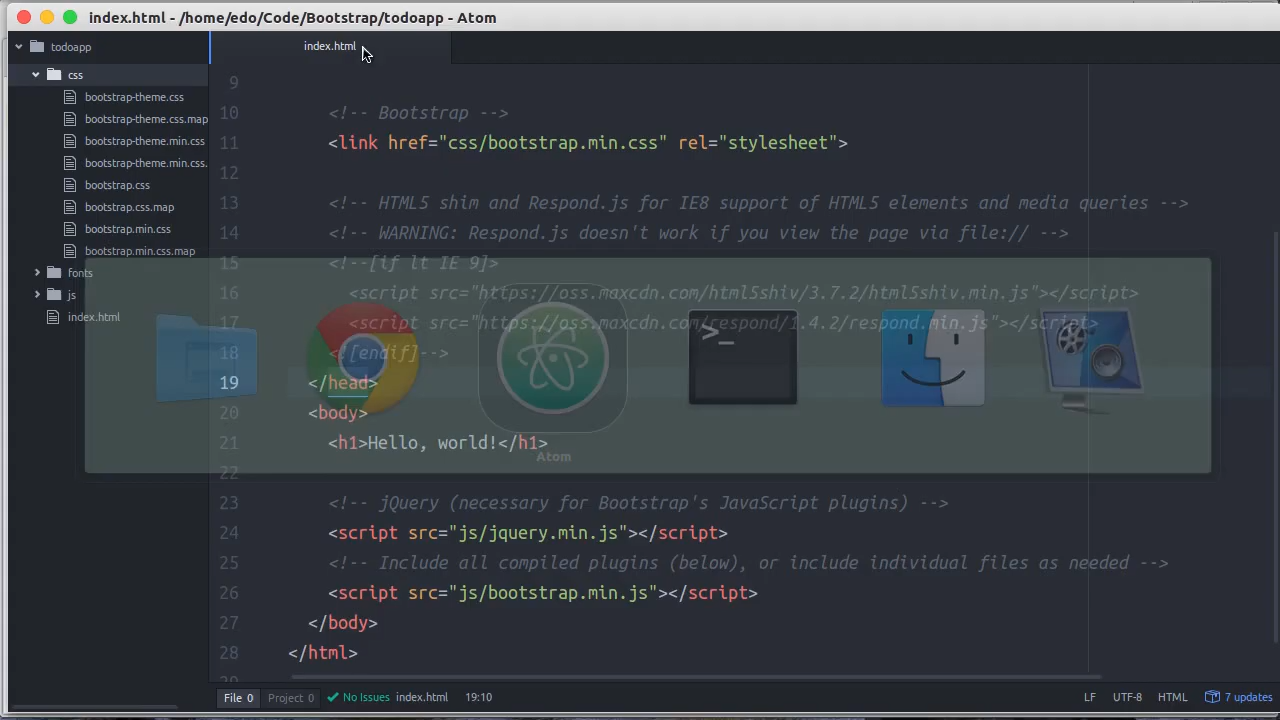 index.html - /home/edo/Code/Bootstrap/todoapp - Atom
todoapp
css
bootstrap-theme.css
bootstrap-theme.css.map
bootstrap-theme.min.css
bootstrap-theme.min.css.
bootstrap.css
bootstrap.css.map
bootstrap.min.css
bootstrap.min.css.map
fonts
js
index.html
index.html
9
10 <!-- Bootstrap -->
11 <link href="css/bootstrap.min.css" rel="stylesheet">
12
13 <!-- HTML5 shim and Respond.js for IE8 support of HTML5 elements and media queries -->
14 <!-- WARNING: Respond.js doesn't work if you view the page via file:// -->
15 <!--[if lt IE 9]>
16 <script src="https://oss.maxcdn.com/html5shiv/3.7.2/html5shiv.min.js"></script>
17 <script src="https://oss.maxcdn.com/respond/1.4.2/respond.min.js"></script>
18 <![endif]-->
19 </head>
20 <body>
21 <h1>Hello, world!</h1>
22
23 <!-- jQuery (necessary for Bootstrap's JavaScript plugins) -->
24 <script src="js/jquery.min.js"></script>
25 <!-- Include all compiled plugins (below), or include individual files as needed -->
26 <script src="js/bootstrap.min.js"></script>
27 </body>
28 </html>
29
>_
Atom
File 0 Project 0 No Issues index.html 19:10 LF UTF-8 HTML 7 updates